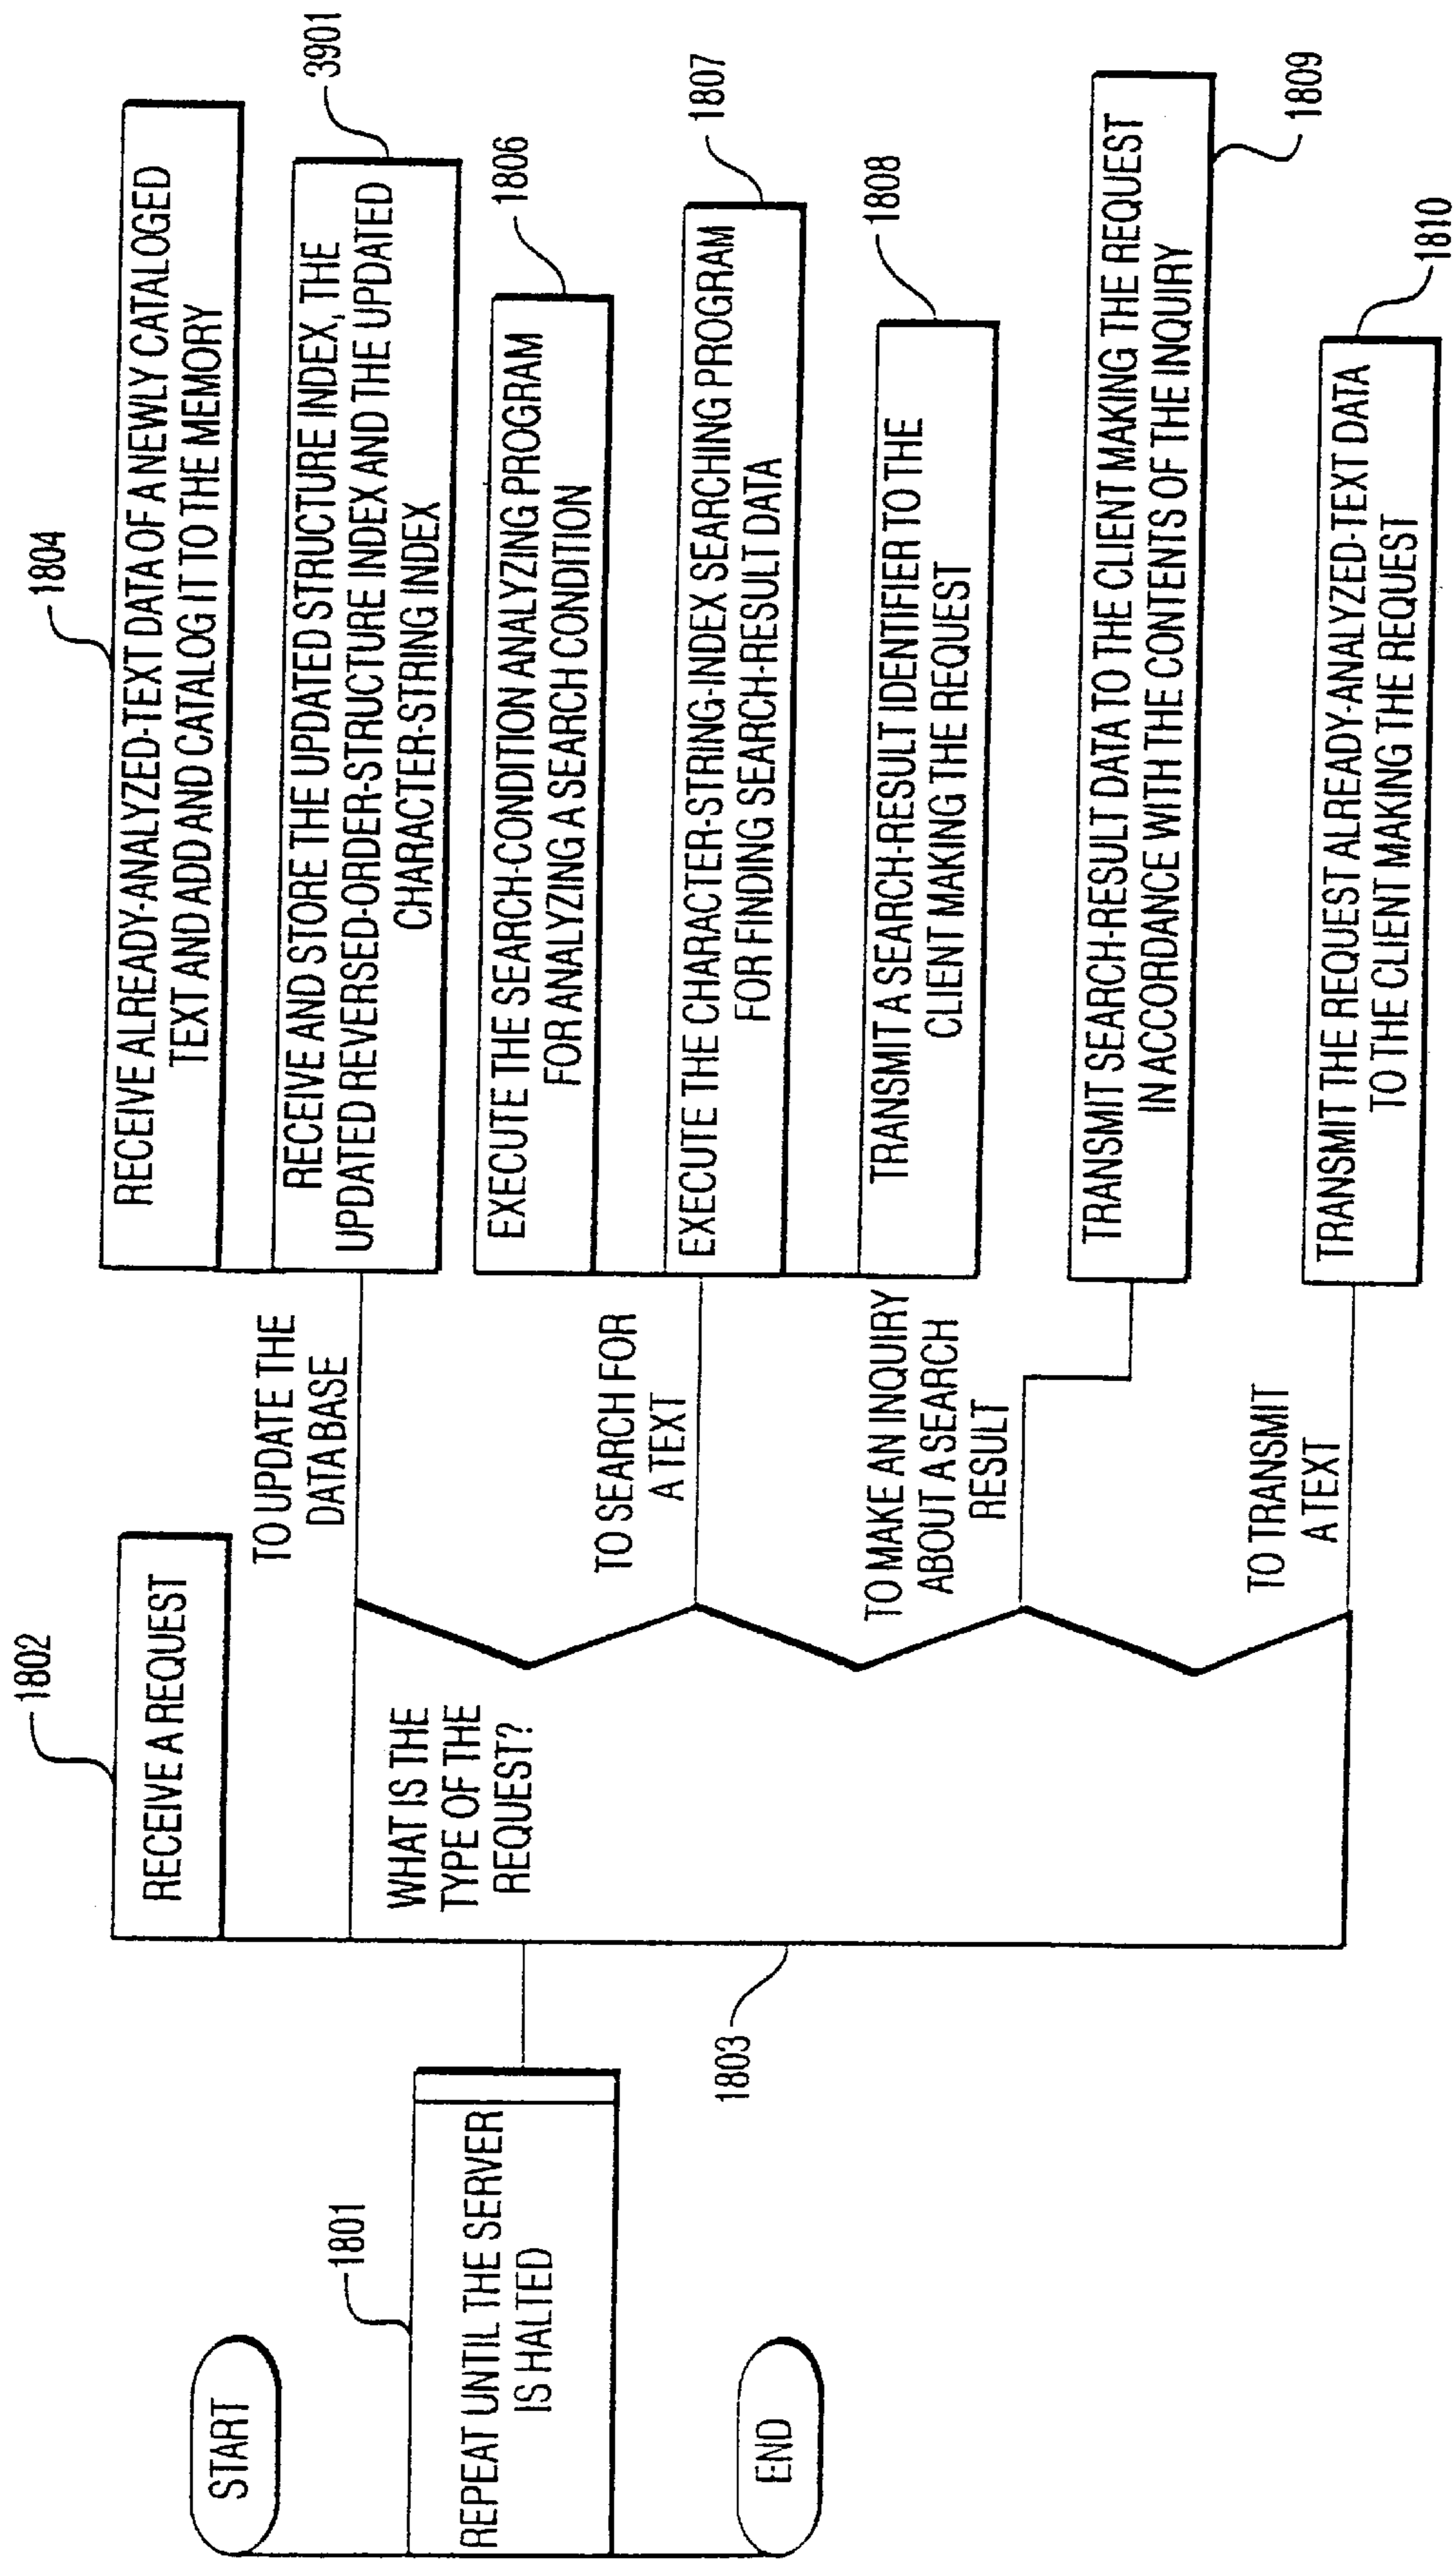 START
1801
REPEAT UNTIL THE SERVER
IS HALTED
END
1802
RECEIVE A REQUEST
1803
WHAT IS THE
TYPE OF THE
REQUEST?
TO UPDATE THE
DATA BASE
1804
RECEIVE ALREADY-ANALYZED-TEXT DATA OF A NEWLY CATALOGED
TEXT AND ADD AND CATALOG IT TO THE MEMORY
3901
RECEIVE AND STORE THE UPDATED STRUCTURE INDEX, THE
UPDATED REVERSED-ORDER-STRUCTURE INDEX AND THE UPDATED
CHARACTER-STRING INDEX
TO SEARCH FOR
A TEXT
1806
EXECUTE THE SEARCH-CONDITION ANALYZING PROGRAM
FOR ANALYZING A SEARCH CONDITION
1807
EXECUTE THE CHARACTER-STRING-INDEX SEARCHING PROGRAM
FOR FINDING SEARCH-RESULT DATA
1808
TRANSMIT A SEARCH-RESULT IDENTIFIER TO THE
CLIENT MAKING THE REQUEST
TO MAKE AN INQUIRY
ABOUT A SEARCH
RESULT
TRANSMIT SEARCH-RESULT DATA TO THE CLIENT MAKING THE REQUEST
IN ACCORDANCE WITH THE CONTENTS OF THE INQUIRY
1809
TO TRANSMIT
A TEXT
1810
TRANSMIT THE REQUEST ALREADY-ANALYZED-TEXT DATA
TO THE CLIENT MAKING THE REQUEST